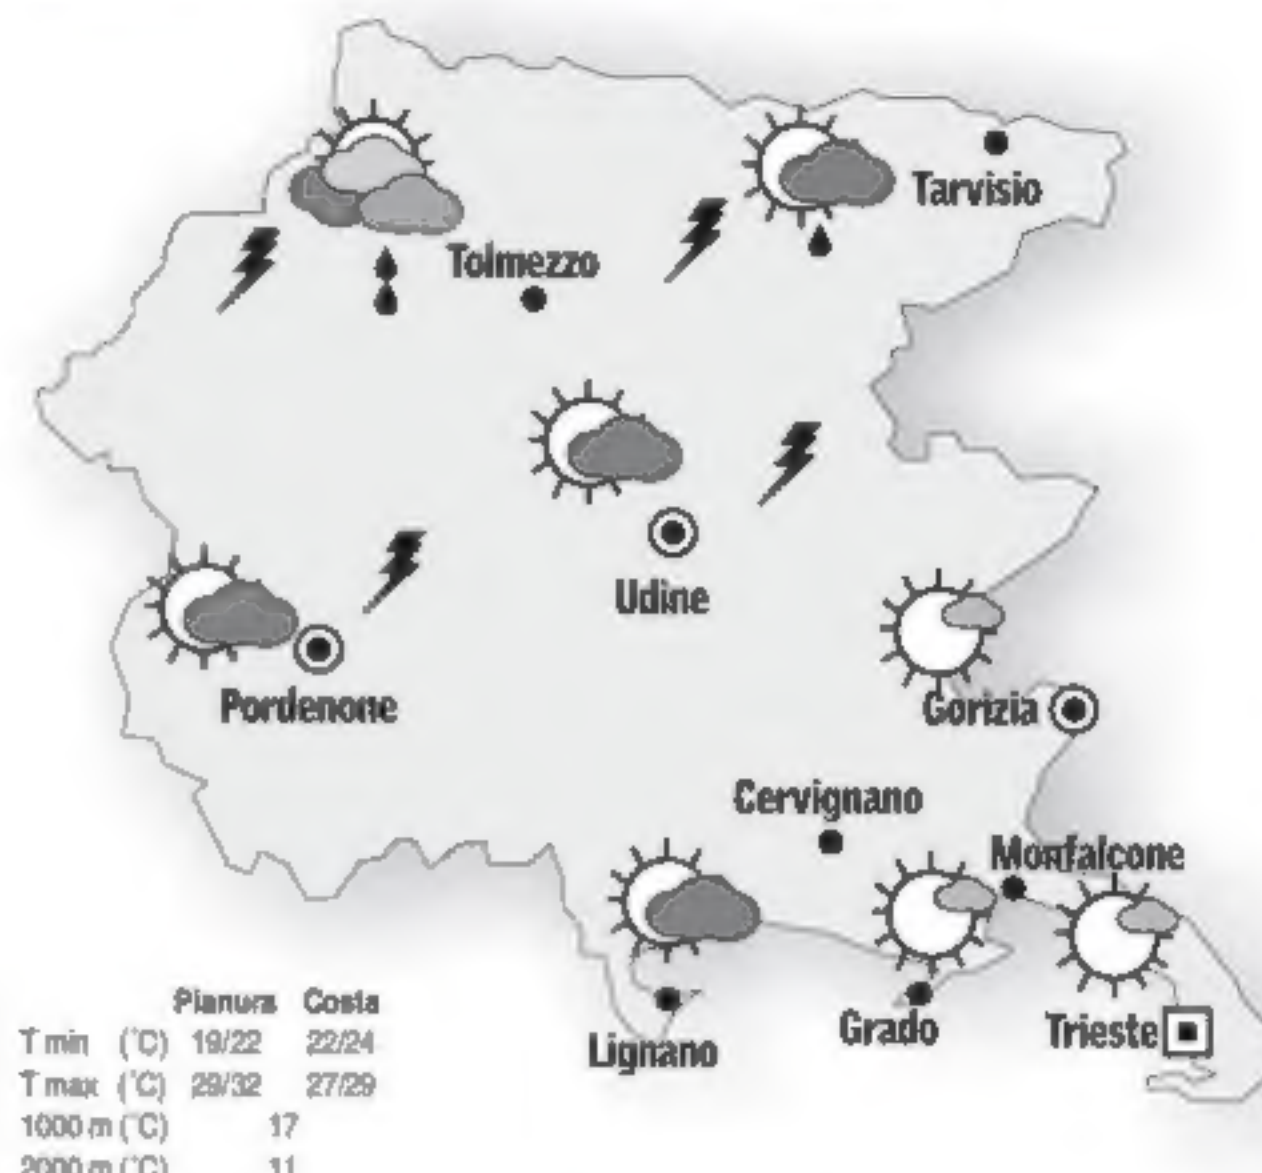 Tarvisio
Tolmezzo
Udine
Pordenone
Gorizia
Cervignano
Monfalcone
Grado
Trieste
Lignano
Pianura Costa
T min (°C) 19/22 22/24
T max (°C) 29/32 27/29
1000 m (°C) 17
2000 m (°C) 11